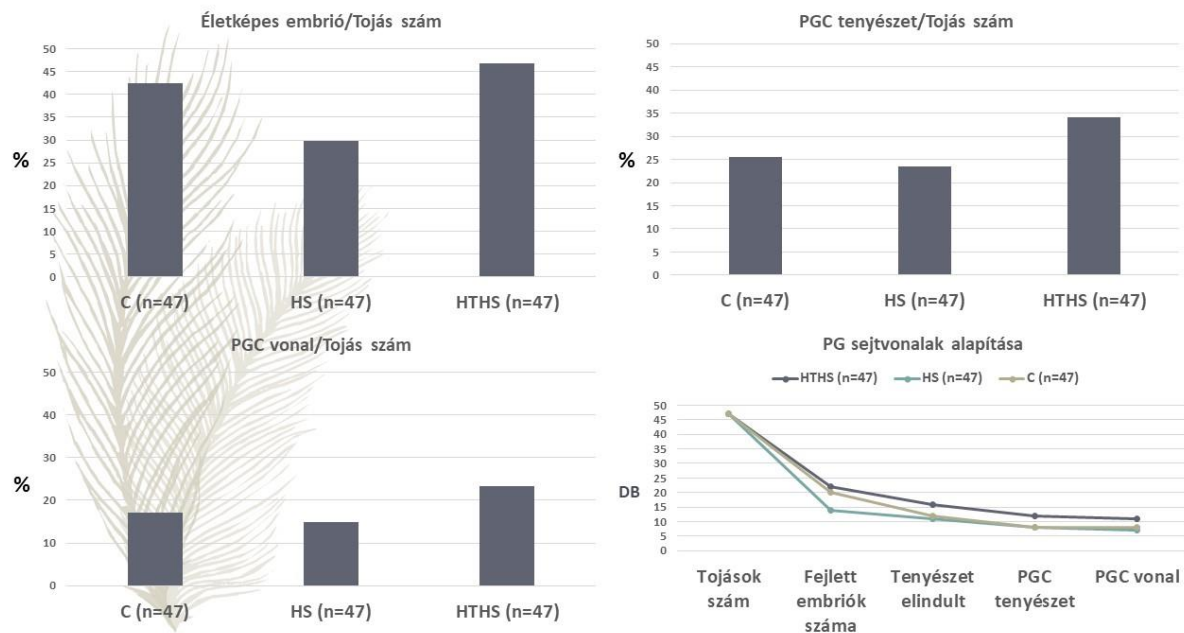 Életképes embrió/Tojás szám
50
45
40
35
30
25
20
15
10
5
0
%
C (n=47) HS (n=47) HTHS (n=47)
PGC tenyészet/Tojás szám
50
45
40
35
30
25
20
15
10
5
0
%
C (n=47) HS (n=47) HTHS (n=47)
PGC vonal/Tojás szám
50
40
30
20
10
0
%
C (n=47) HS (n=47) HTHS (n=47)
PG sejtvonalak alapítása
HTHS (n=47) HS (n=47) C (n=47)
50
45
40
35
30
25
20
15
10
5
0
DB
Tojások
szám
Fejlett
embriók
száma
Tenyészet
elindult
PGC
tenyészet
PGC vonal